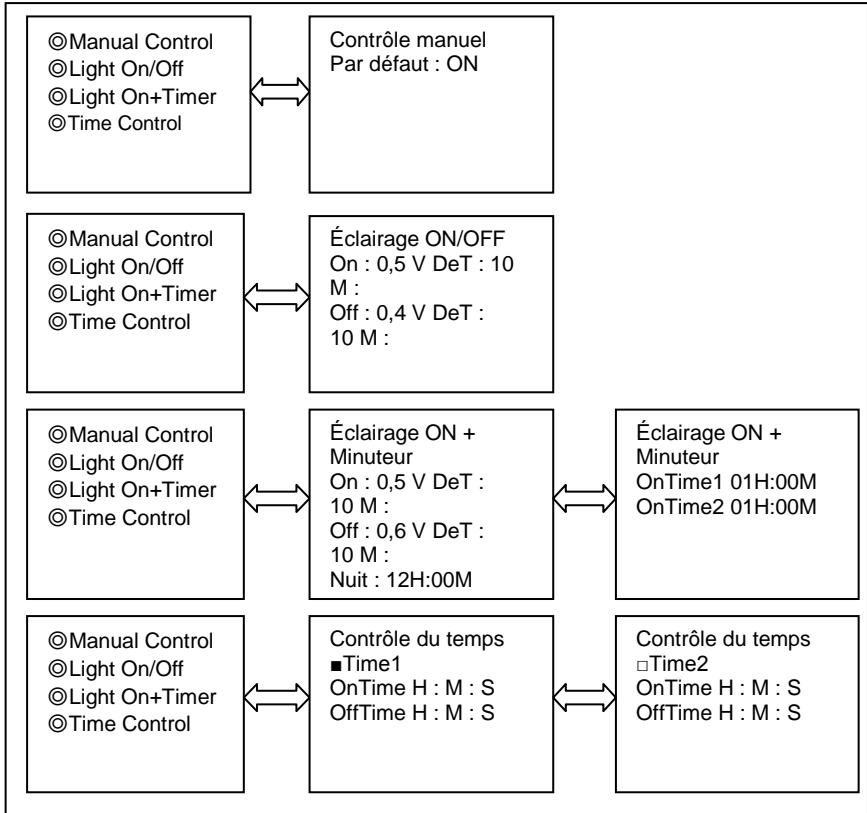 ◎Manual Control
◎Light On/Off
◎Light On+Timer
◎Time Control
Contrôle manuel
Par défaut : ON
◎Manual Control
◎Light On/Off
◎Light On+Timer
◎Time Control
Éclairage ON/OFF
On : 0,5 V DeT : 10
M :
Off : 0,4 V DeT :
10 M :
◎Manual Control
◎Light On/Off
◎Light On+Timer
◎Time Control
Éclairage ON +
Minuteur
On : 0,5 V DeT :
10 M :
Off : 0,6 V DeT :
10 M :
Nuit : 12H:00M
Éclairage ON +
Minuteur
OnTime1 01H:00M
OnTime2 01H:00M
◎Manual Control
◎Light On/Off
◎Light On+Timer
◎Time Control
Contrôle du temps
■Time1
OnTime H : M : S
OffTime H : M : S
Contrôle du temps
□Time2
OnTime H : M : S
OffTime H : M : S